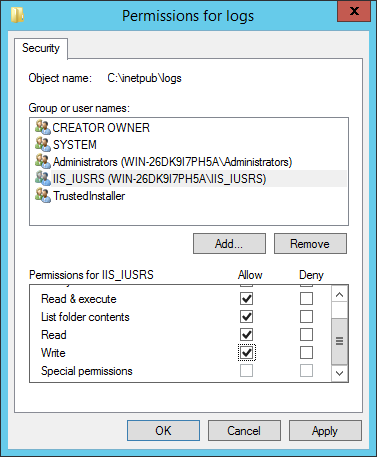 Permissions for logs
Security
Object name: C:\inetpub\logs
Group or user names:
CREATOR OWNER
SYSTEM
Administrators (WIN-26DK9I7PH5A\Administrators)
IIS_IUSRS (WIN-26DK9I7PH5A\IIS_IUSRS)
TrustedInstaller
Add... Remove
Permissions for IIS_IUSRS Allow Deny
Read & execute
List folder contents
Read
Write
Special permissions
OK Cancel Apply